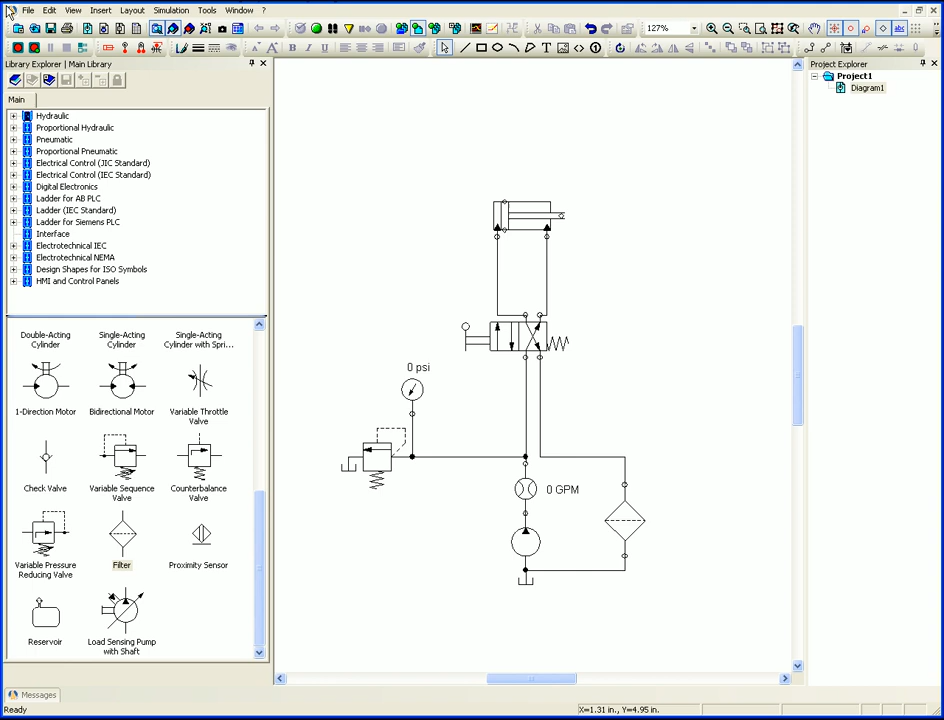 File Edit View Insert Layout Simulation Tools Window ?
127%
A A B I U
T
Library Explorer | Main Library
Project Explorer
Main
Hydraulic
Proportional Hydraulic
Pneumatic
Proportional Pneumatic
Electrical Control (JIC Standard)
Electrical Control (IEC Standard)
Digital Electronics
Ladder for AB PLC
Ladder (IEC Standard)
Ladder for Siemens PLC
Interface
Electrotechnical IEC
Electrotechnical NEMA
Design Shapes for ISO Symbols
HMI and Control Panels
Double-Acting
Cylinder
Single-Acting
Cylinder
Single-Acting
Cylinder with Spri...
1-Direction Motor
Bidirectional Motor
Variable Throttle
Valve
Check Valve
Variable Sequence
Valve
Counterbalance
Valve
Variable Pressure
Reducing Valve
Filter
Proximity Sensor
Reservoir
Load Sensing Pump
with Shaft
0 psi
0 GPM
Project1
Diagram1
Messages
Ready
X=1.31 in., Y=4.95 in.